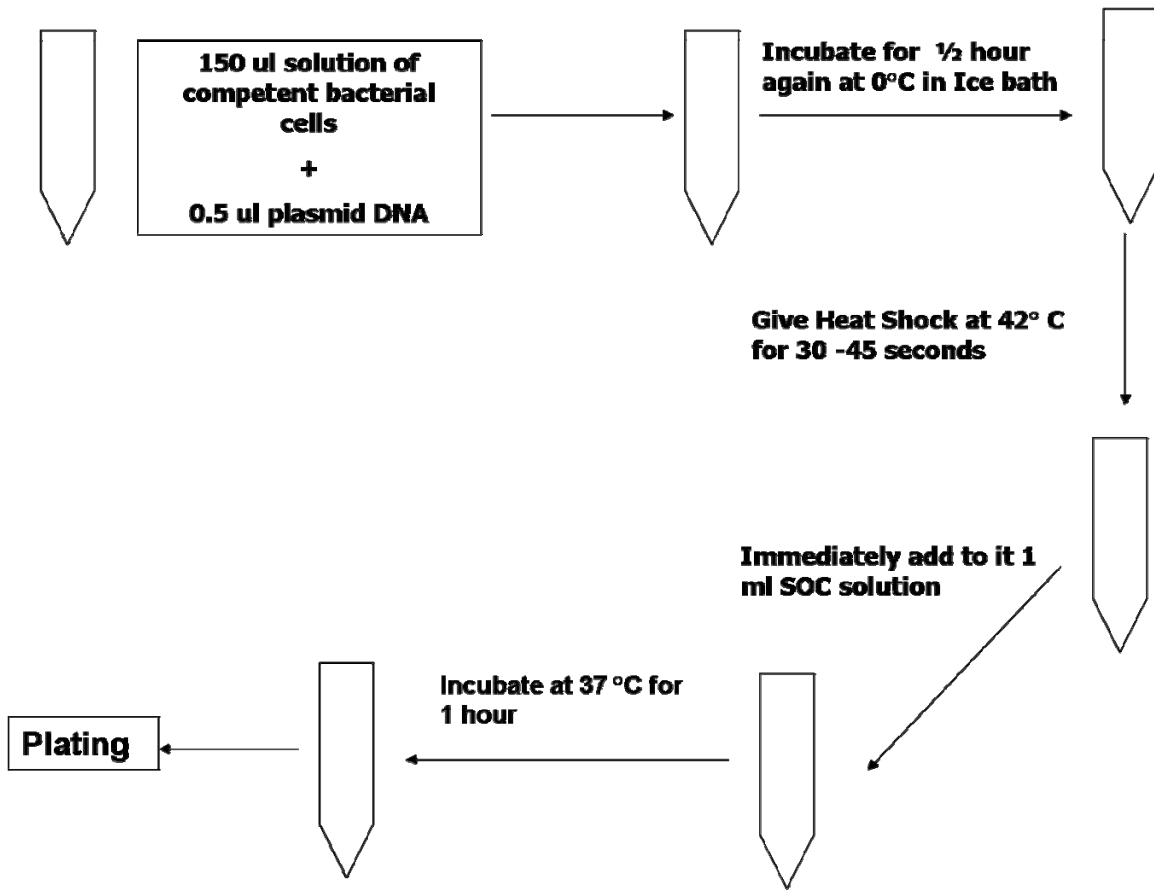 150 ul solution of
competent bacterial
cells
+
0.5 ul plasmid DNA
Incubate for ½ hour
again at 0°C in Ice bath
Give Heat Shock at 42° C
for 30 -45 seconds
Immediately add to it 1
ml SOC solution
Incubate at 37 °C for
1 hour
Plating